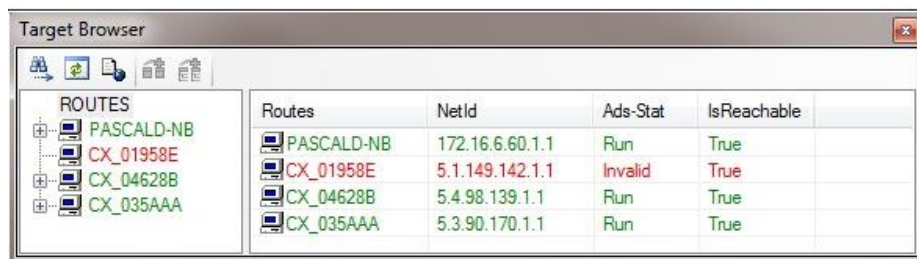 Target Browser
ROUTES
PASCALD-NB
CX_01958E
CX_04628B
CX_035AAA
Routes NetId Ads-Stat IsReachable
PASCALD-NB 172.16.6.60.1.1 Run True
CX_01958E 5.1.149.142.1.1 Invalid True
CX_04628B 5.4.98.139.1.1 Run True
CX_035AAA 5.3.90.170.1.1 Run True